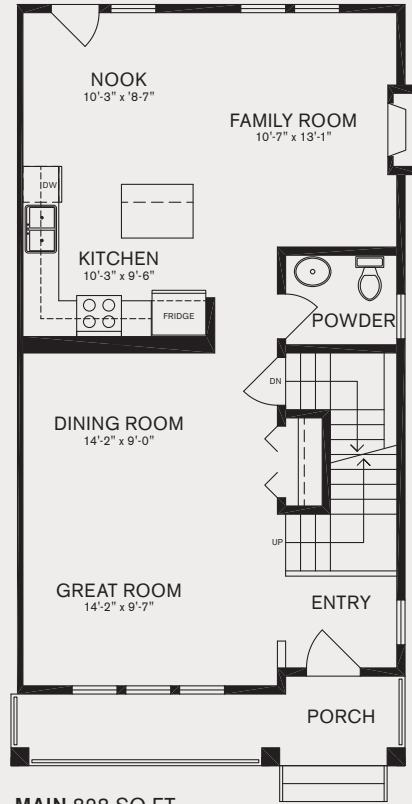 NOOK
10'-3" x '8-7"
FAMILY ROOM
10'-7" x 13'-1"
DW
KITCHEN
10'-3" x 9'-6"
FRIDGE
POWDER
DN
DINING ROOM
14'-2" x 9'-0"
UP
GREAT ROOM
14'-2" x 9'-7"
ENTRY
PORCH